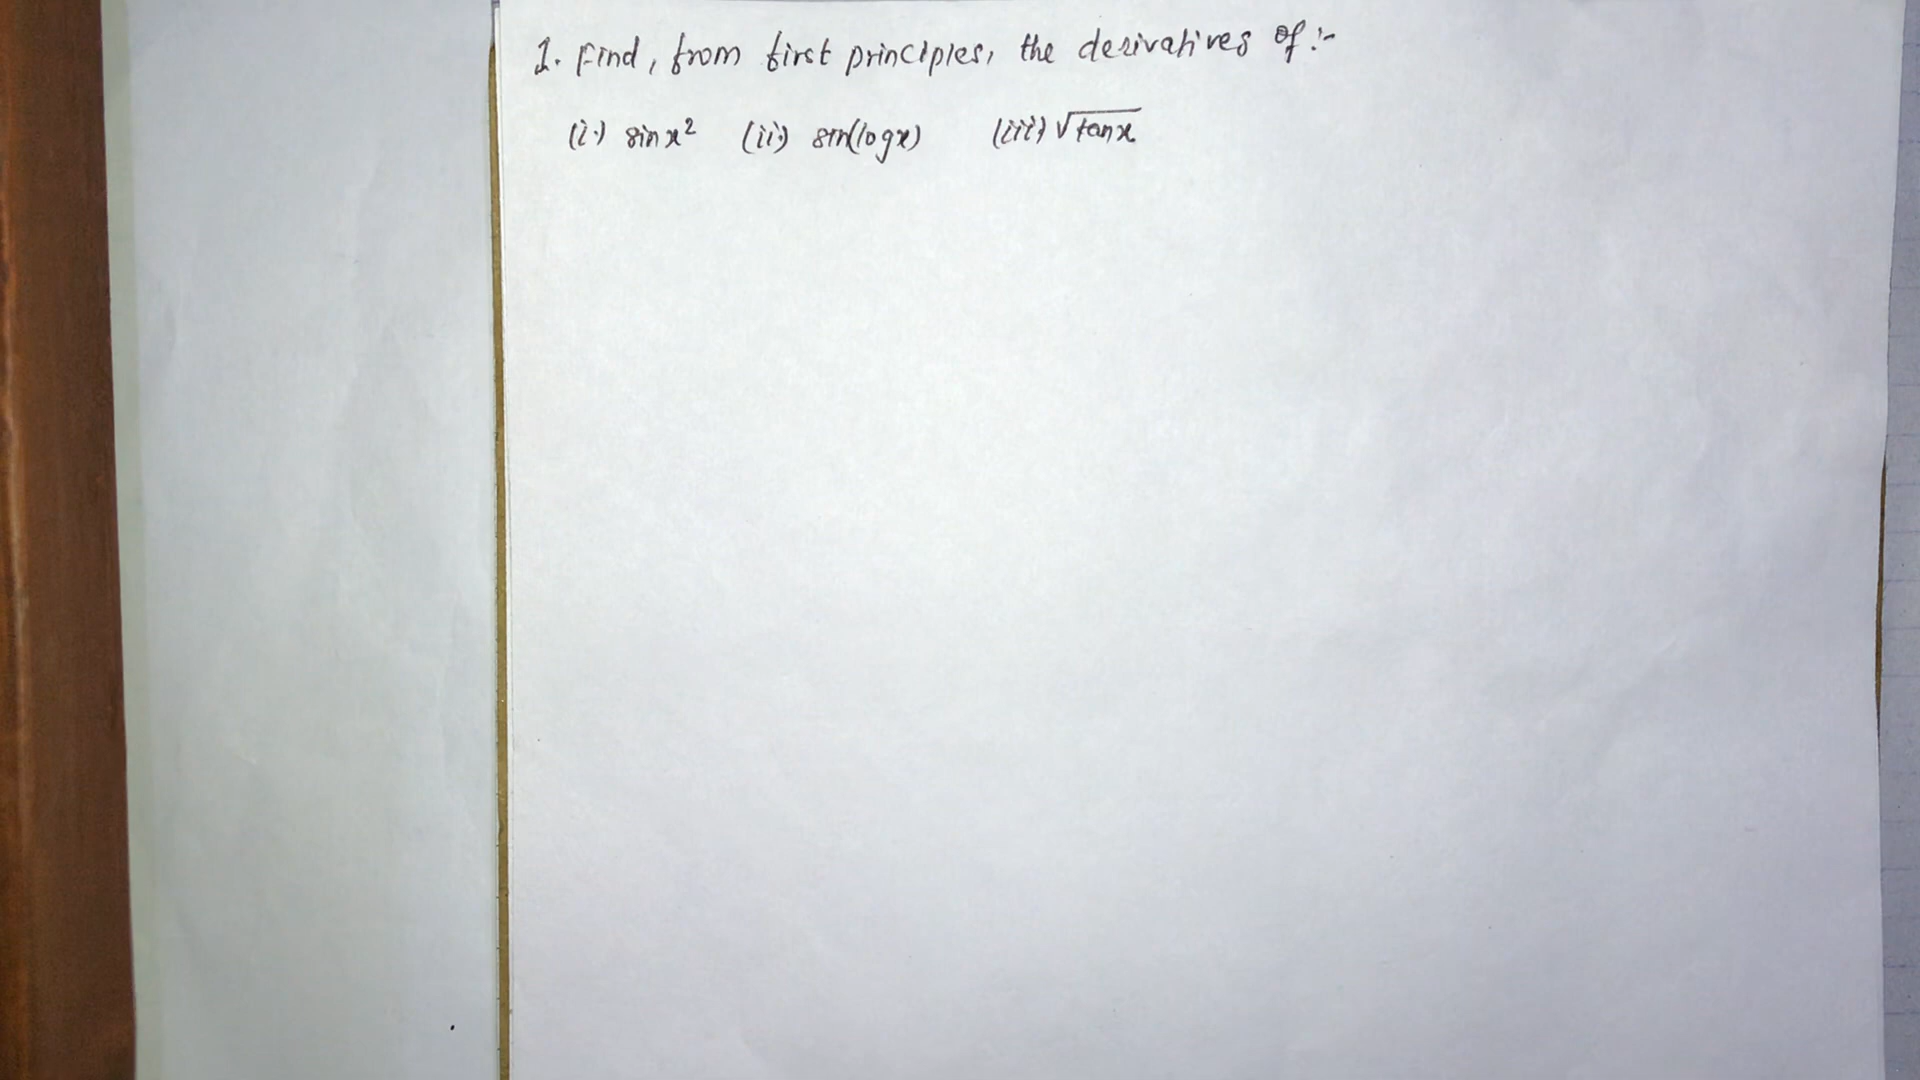 1. Find, from first principles, the derivatives of :-
(i.) sin x² (ii.) sin(log x) (iii) √tan x